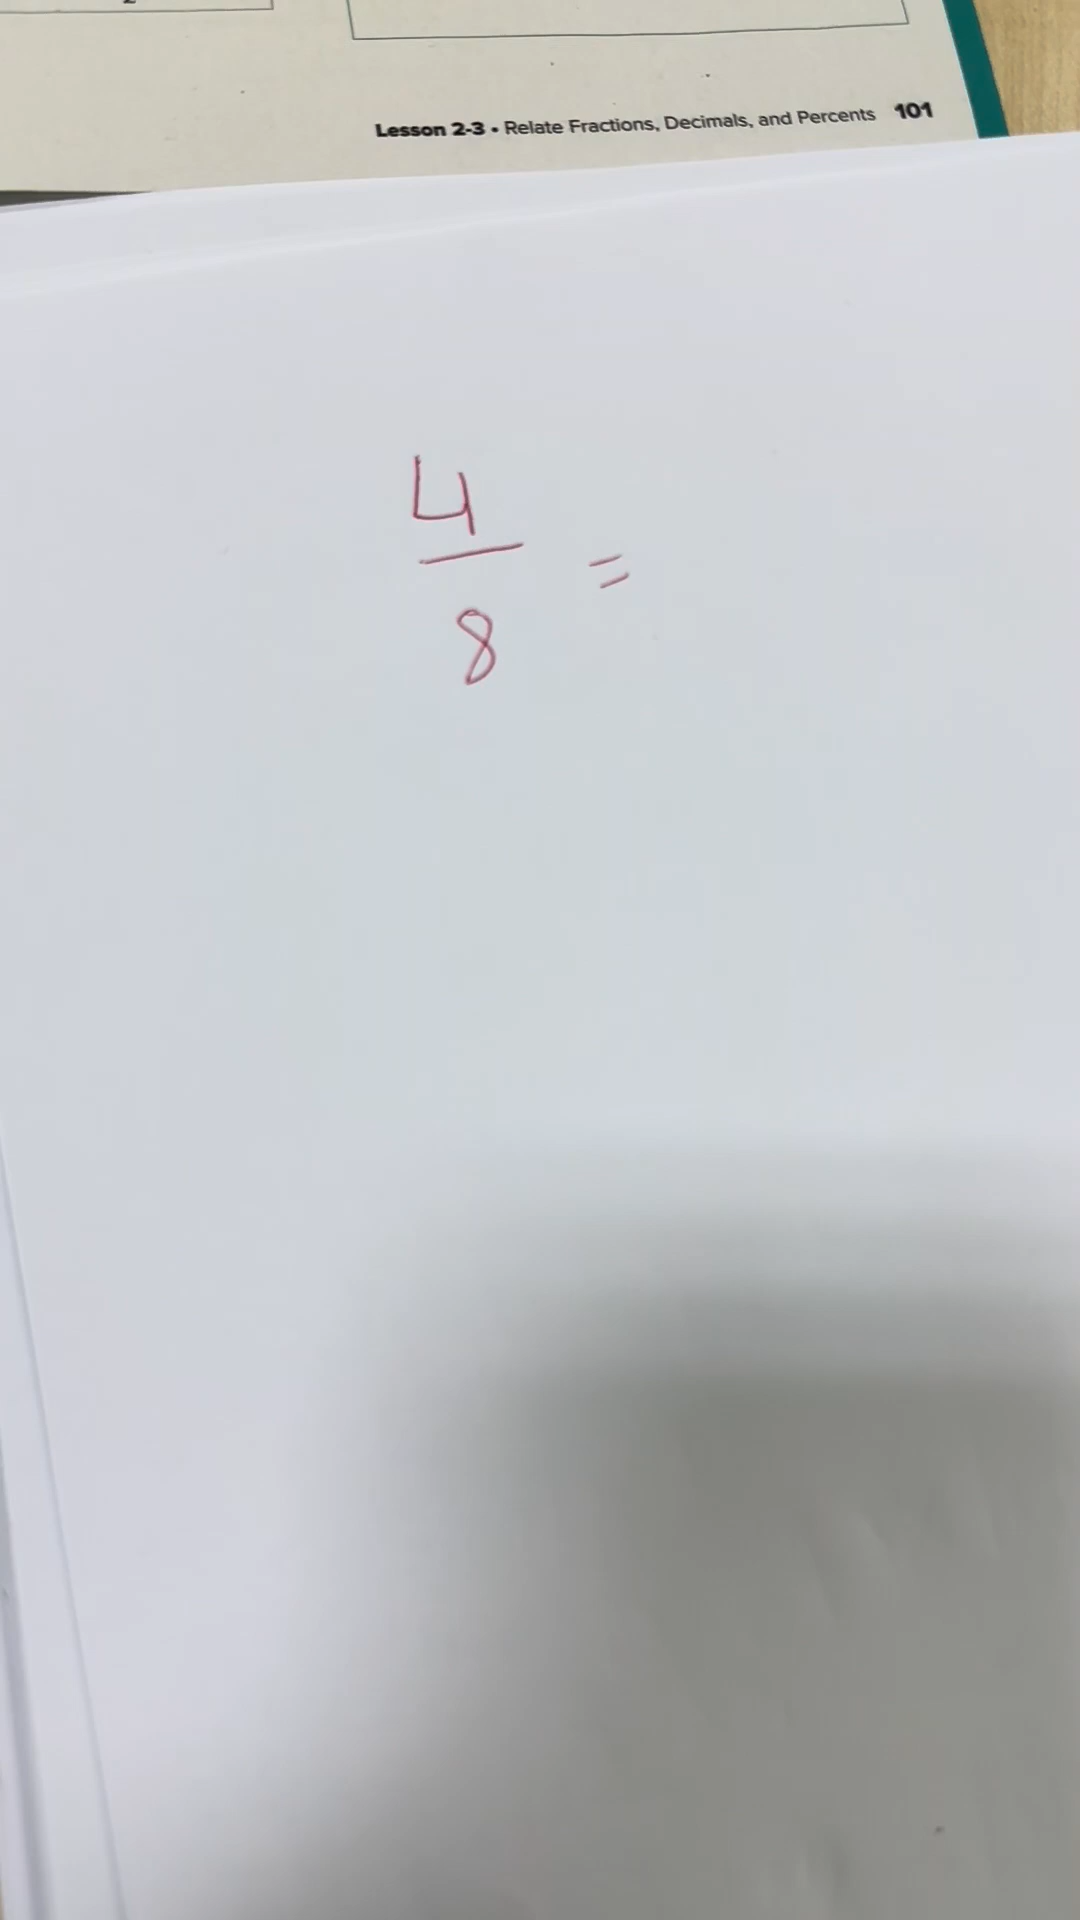 Lesson 2-3 • Relate Fractions, Decimals, and Percents 101
4
8 =